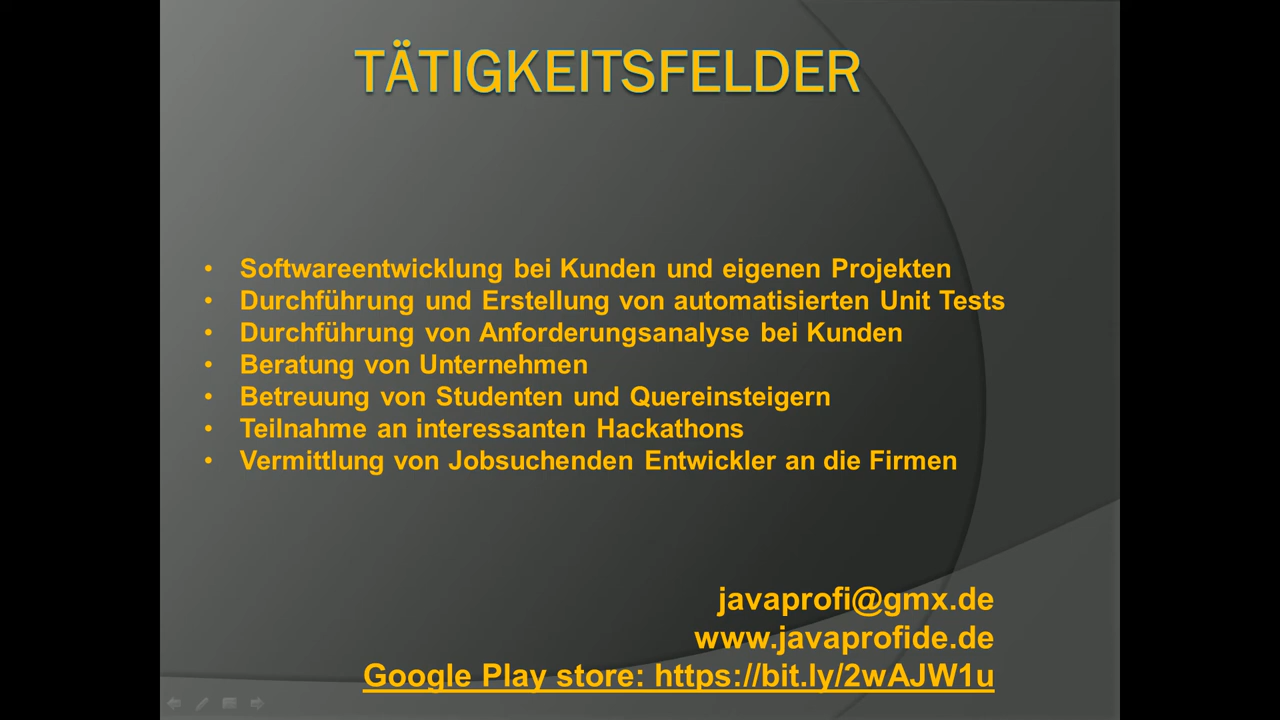 TÄTIGKEITSFELDER
• Softwareentwicklung bei Kunden und eigenen Projekten
• Durchführung und Erstellung von automatisierten Unit Tests
• Durchführung von Anforderungsanalyse bei Kunden
• Beratung von Unternehmen
• Betreuung von Studenten und Quereinsteigern
• Teilnahme an interessanten Hackathons
• Vermittlung von Jobsuchenden Entwickler an die Firmen
javaprofi@gmx.de
www.javaprofide.de
Google Play store: https://bit.ly/2wAJW1u